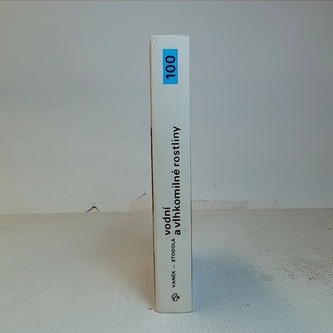 100
vodní
a vlhkomilné rostliny
VANĚK — STODOLA